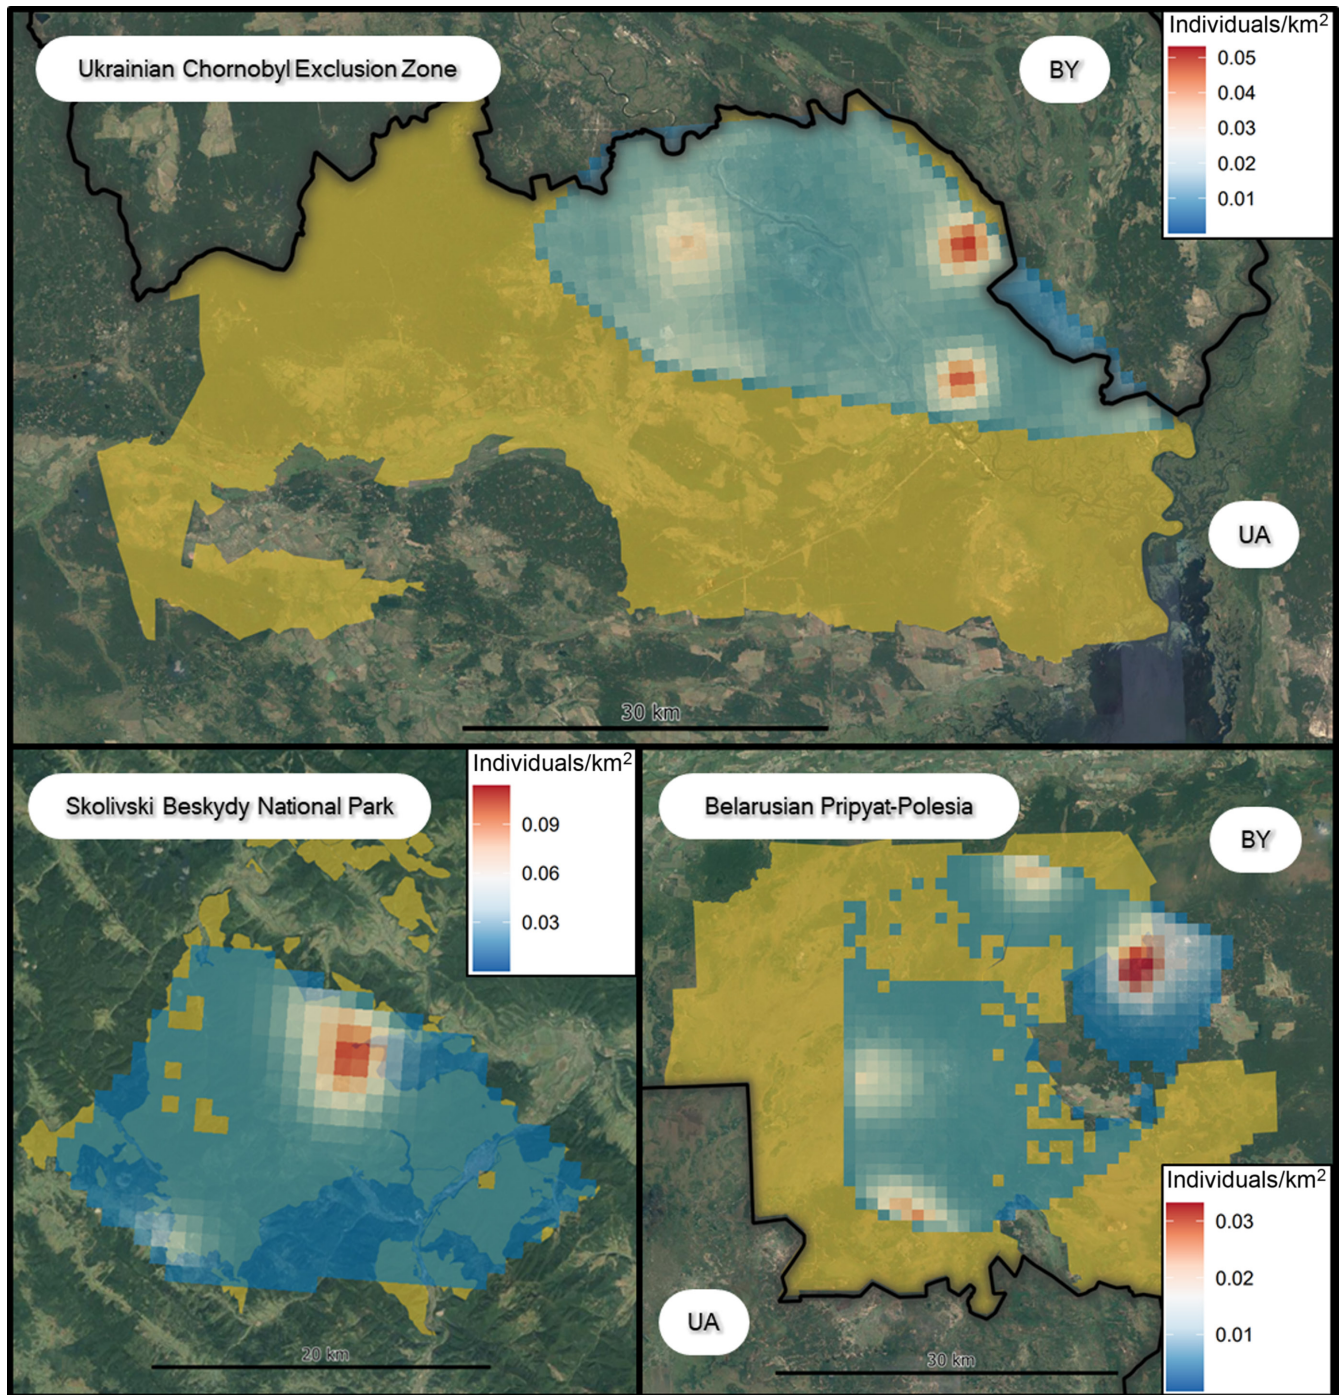 Ukrainian Chornobyl Exclusion Zone
BY
Individuals/km²
0.05
0.04
0.03
0.02
0.01
UA
30 km
Skolivski Beskydy National Park
Individuals/km²
0.09
0.06
0.03
20 km
Belarusian Pripyat-Polesia
BY
UA
30 km
Individuals/km²
0.03
0.02
0.01